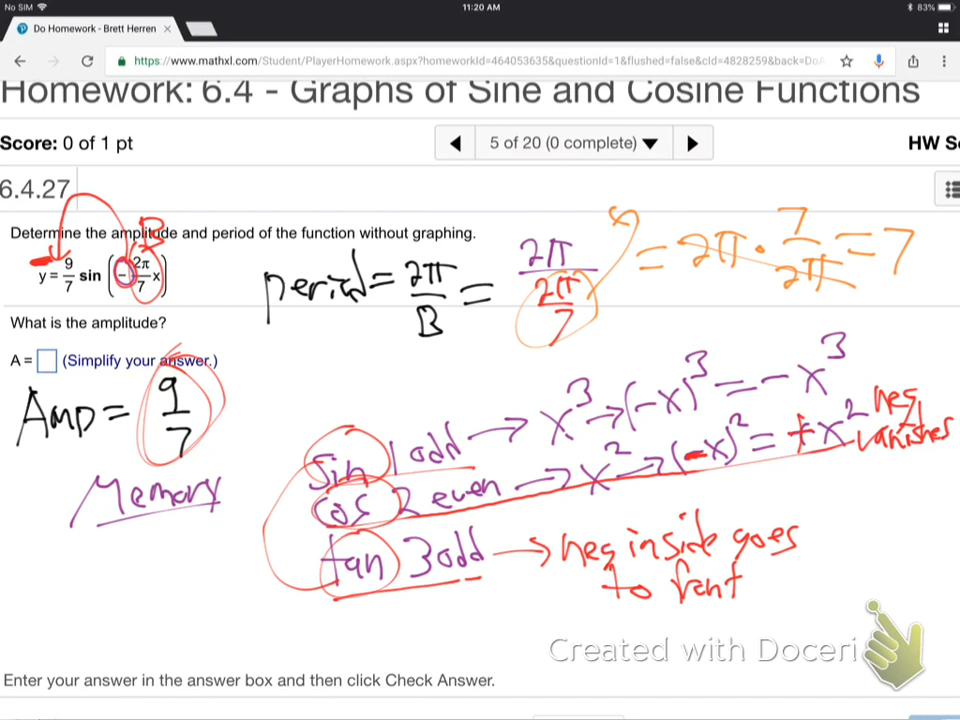 No SIM 11:20 AM 83%
Do Homework - Brett Herren
https://www.mathxl.com/Student/PlayerHomework.aspx?homeworkId=464053635&questionId=1&flushed=false&cId=4828259&back=DoA
Homework: 6.4 - Graphs of Sine and Cosine Functions
Score: 0 of 1 pt 5 of 20 (0 complete) HW S
6.4.27
B
Determine the amplitude and period of the function without graphing.
y = 9/7 sin (-2π/7 x)
period = 2π/B = 2π/(2π/7) = 2π · 7/2π = 7
What is the amplitude?
A = (Simplify your answer.)
Amp = 9/7
Memory
sin 1 odd → x^3 → (-x)^3 = -x^3
cos 2 even → x^2 → (-x)^2 = +x^2 neg vanishes
tan 3 odd → neg inside goes
to front
Created with Doceri
Enter your answer in the answer box and then click Check Answer.